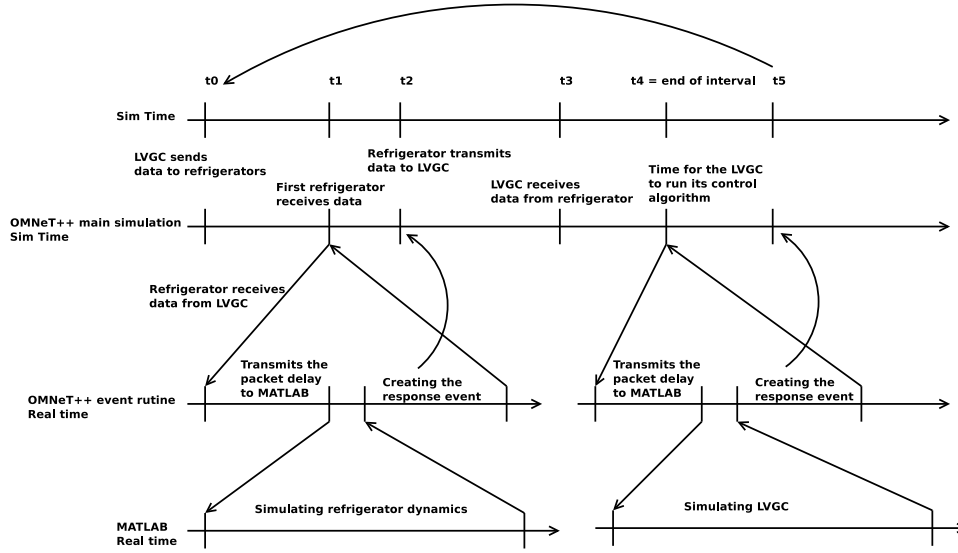 t0
t1
t2
t3
t4 = end of interval
t5
Sim Time
LVGC sends
data to refrigerators
First refrigerator
receives data
Refrigerator transmits
data to LVGC
LVGC receives
data from refrigerator
Time for the LVGC
to run its control
algorithm
OMNeT++ main simulation
Sim Time
Refrigerator receives
data from LVGC
Transmits the
packet delay
to MATLAB
Creating the
response event
Transmits the
packet delay
to MATLAB
Creating the
response event
OMNeT++ event rutine
Real time
Simulating refrigerator dynamics
Simulating LVGC
MATLAB
Real time